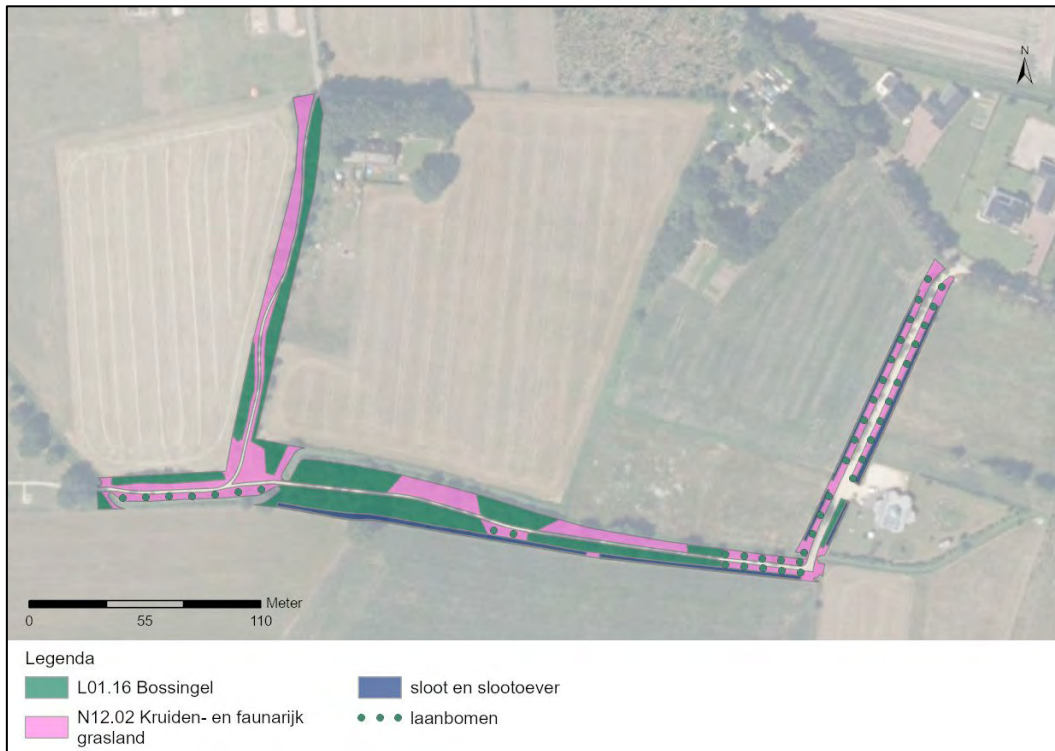 N
Meter
0 55 110
Legenda
L01.16 Bossingel
sloot en slootoever
N12.02 Kruiden- en faunarijk
grasland
laanbomen